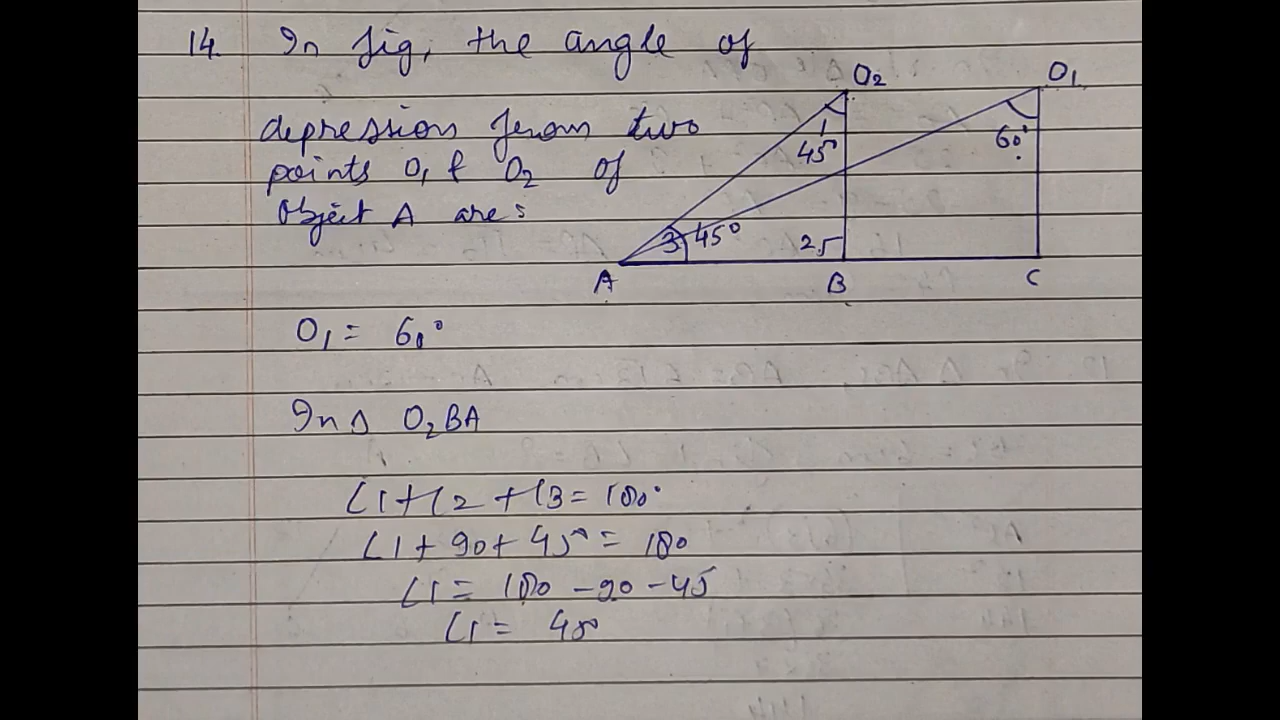 14. In fig, the angle of
depression from two
points O1 & O2 of
Object A are:
O2
O1
45°
60°
3
45°
2
A
B
C
1
O1 = 60°
In Δ O2BA
∠1+∠2+∠3=180°
∠1+90+45°=180
∠1= 180-90-45
∠1= 45°